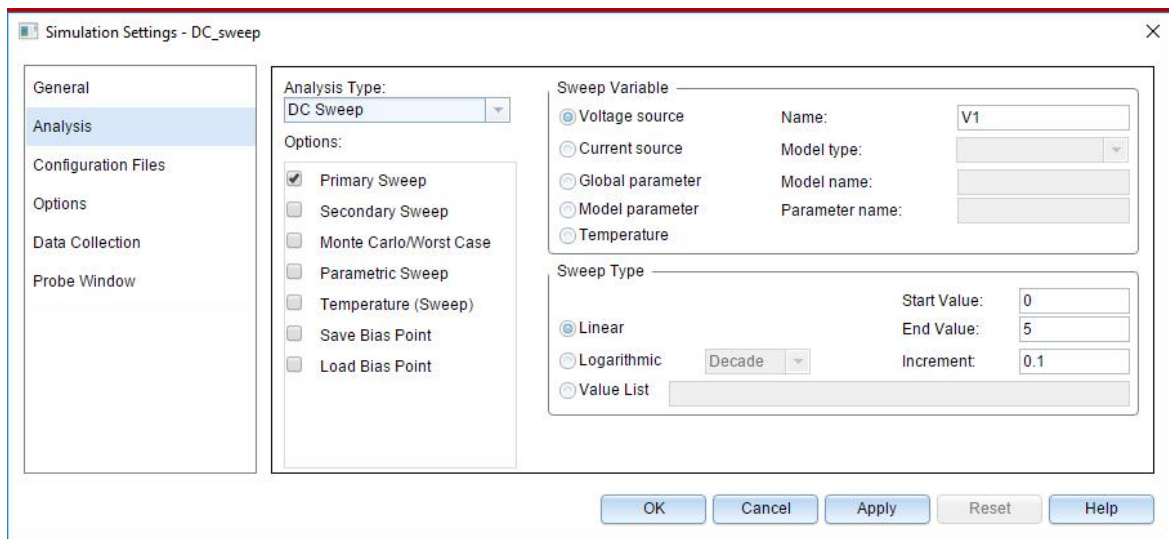 Simulation Settings - DC_sweep
General
Analysis
Configuration Files
Options
Data Collection
Probe Window
Analysis Type:
DC Sweep
Options:
Primary Sweep
Secondary Sweep
Monte Carlo/Worst Case
Parametric Sweep
Temperature (Sweep)
Save Bias Point
Load Bias Point
Sweep Variable
Voltage source Name: V1
Current source Model type:
Global parameter Model name:
Model parameter Parameter name:
Temperature
Sweep Type
Start Value: 0
Linear End Value: 5
Logarithmic Decade Increment: 0.1
Value List
OK Cancel Apply Reset Help